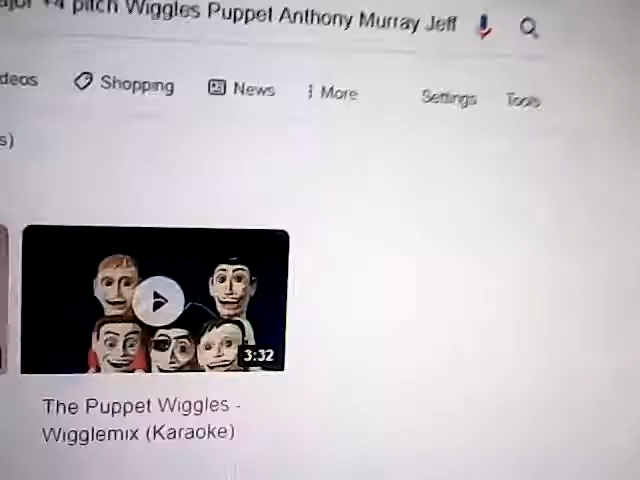 +4 pitch Wiggles Puppet Anthony Murray Jeff
deos Shopping News More Settings Tools
s)
3:32
The Puppet Wiggles -
Wigglemix (Karaoke)